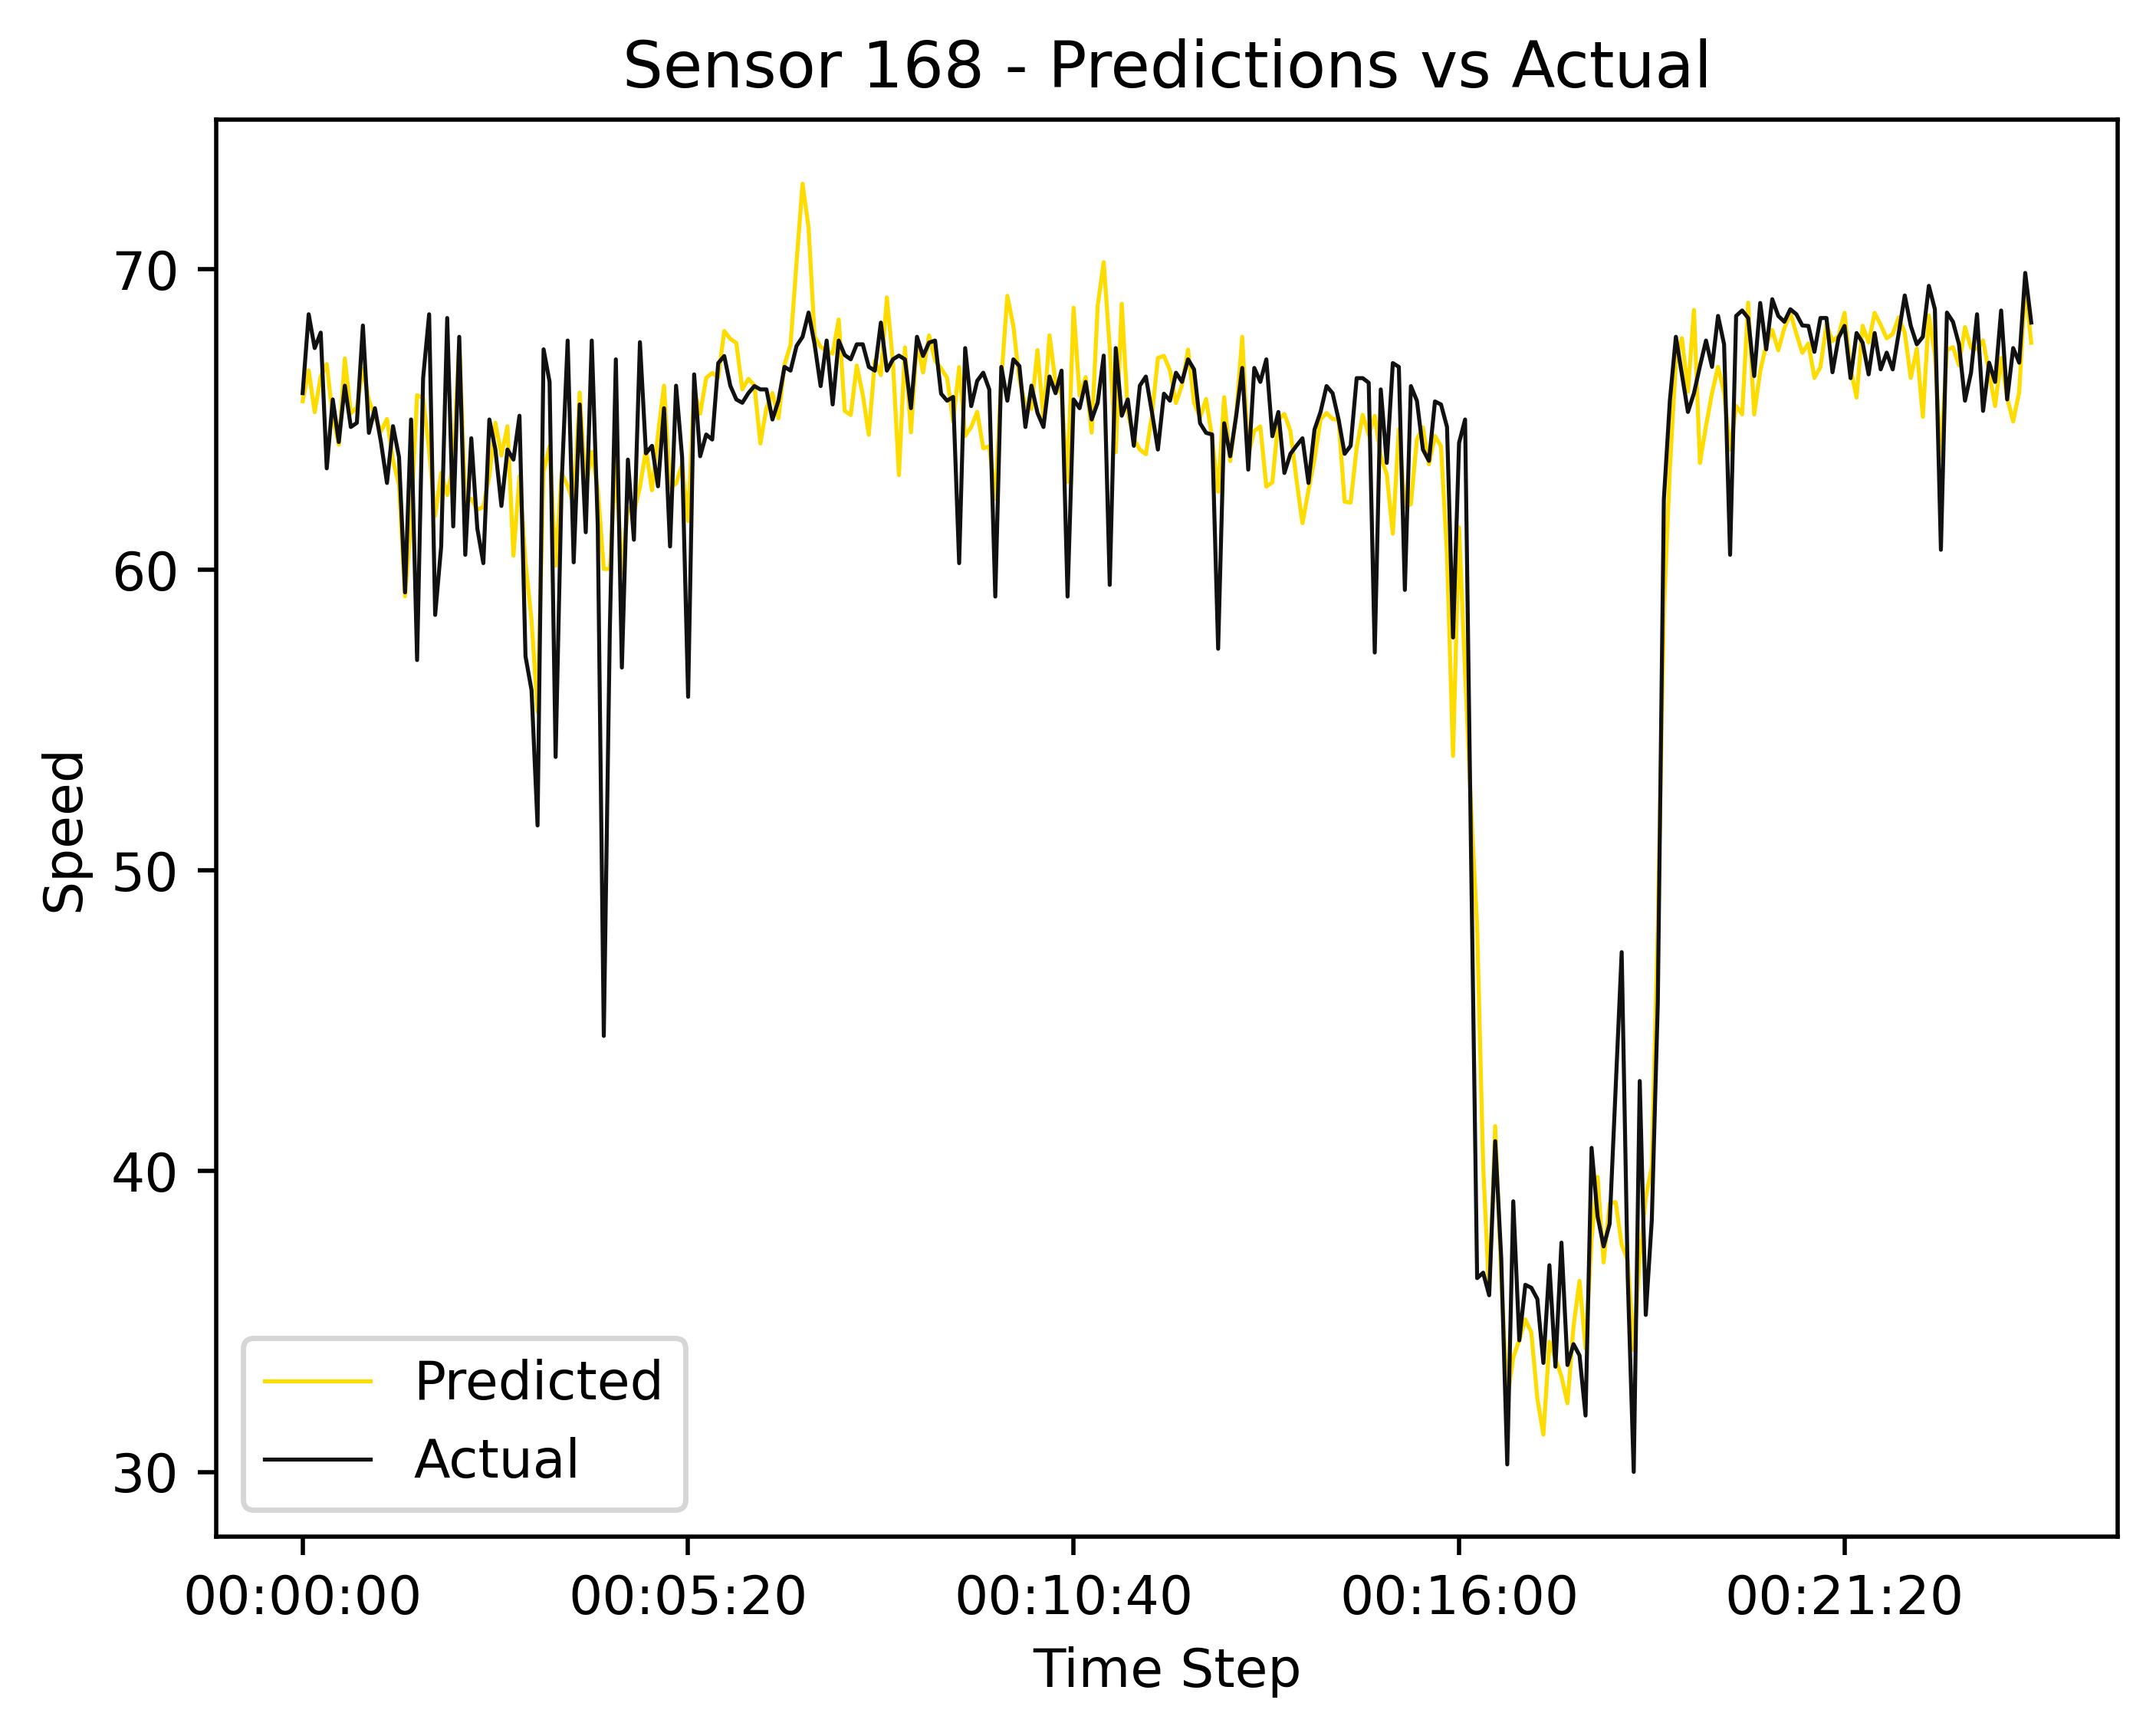 Sensor 168 - Predictions vs Actual
70
60
50
40
30
Speed
Predicted
Actual
00:00:00 00:05:20 00:10:40 00:16:00 00:21:20
Time Step